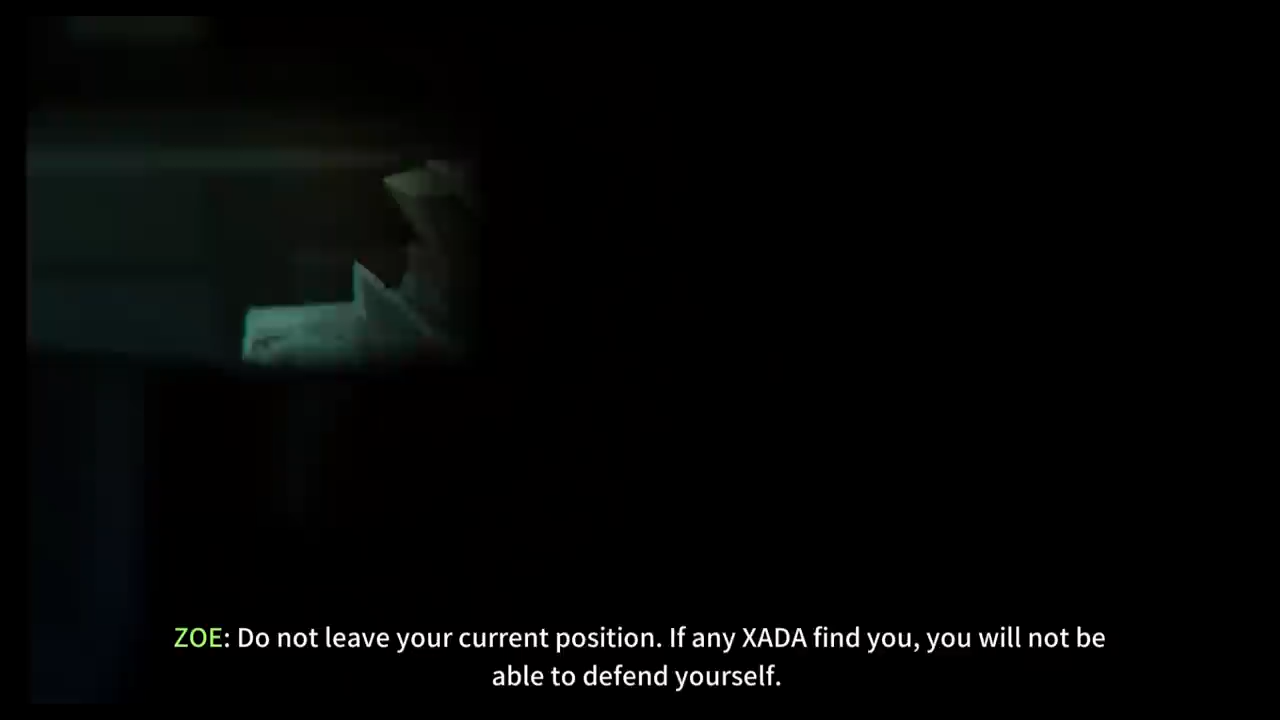 ZOE: Do not leave your current position. If any XADA find you, you will not be
able to defend yourself.